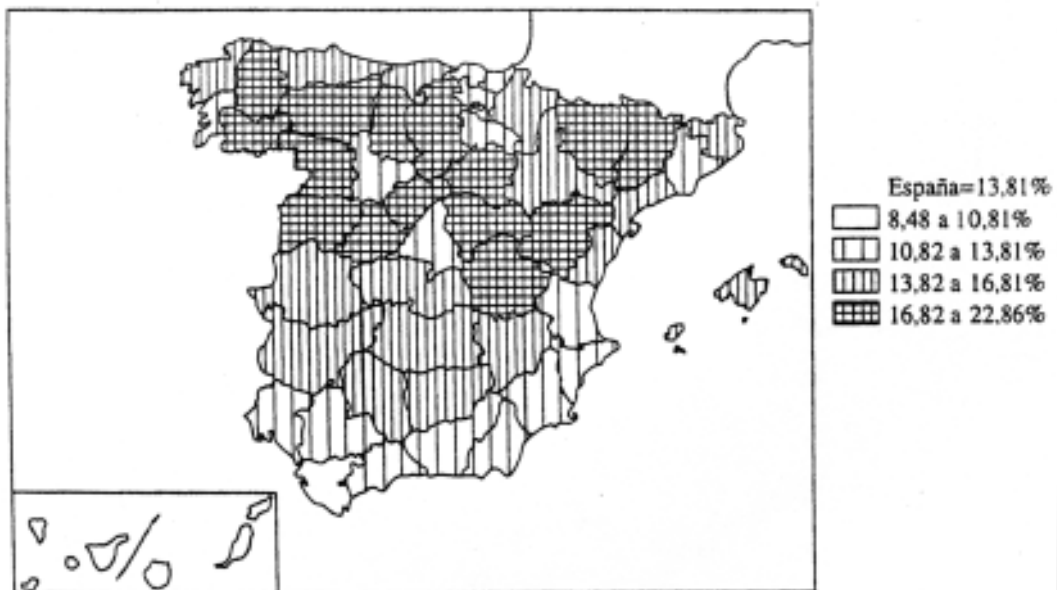 España=13,81%
8,48 a 10,81%
10,82 a 13,81%
13,82 a 16,81%
16,82 a 22,86%